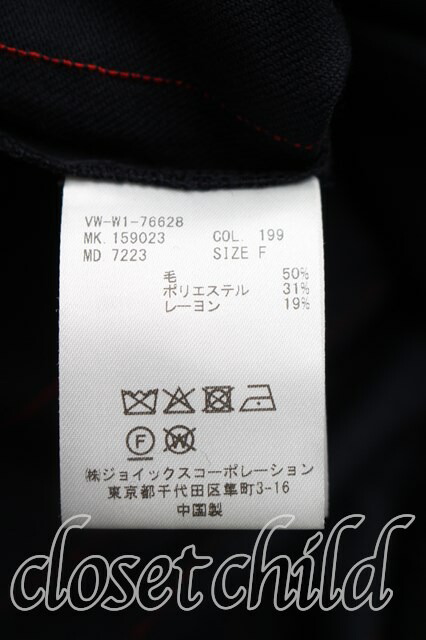 VW-W1-76628
MK. 159023 COL. 199
MD 7223 SIZE F
毛 50%
ポリエステル 31%
レーヨン 19%
F W
㈱ジョイックスコーポレーション
東京都千代田区隼町3-16
中国製
closet child